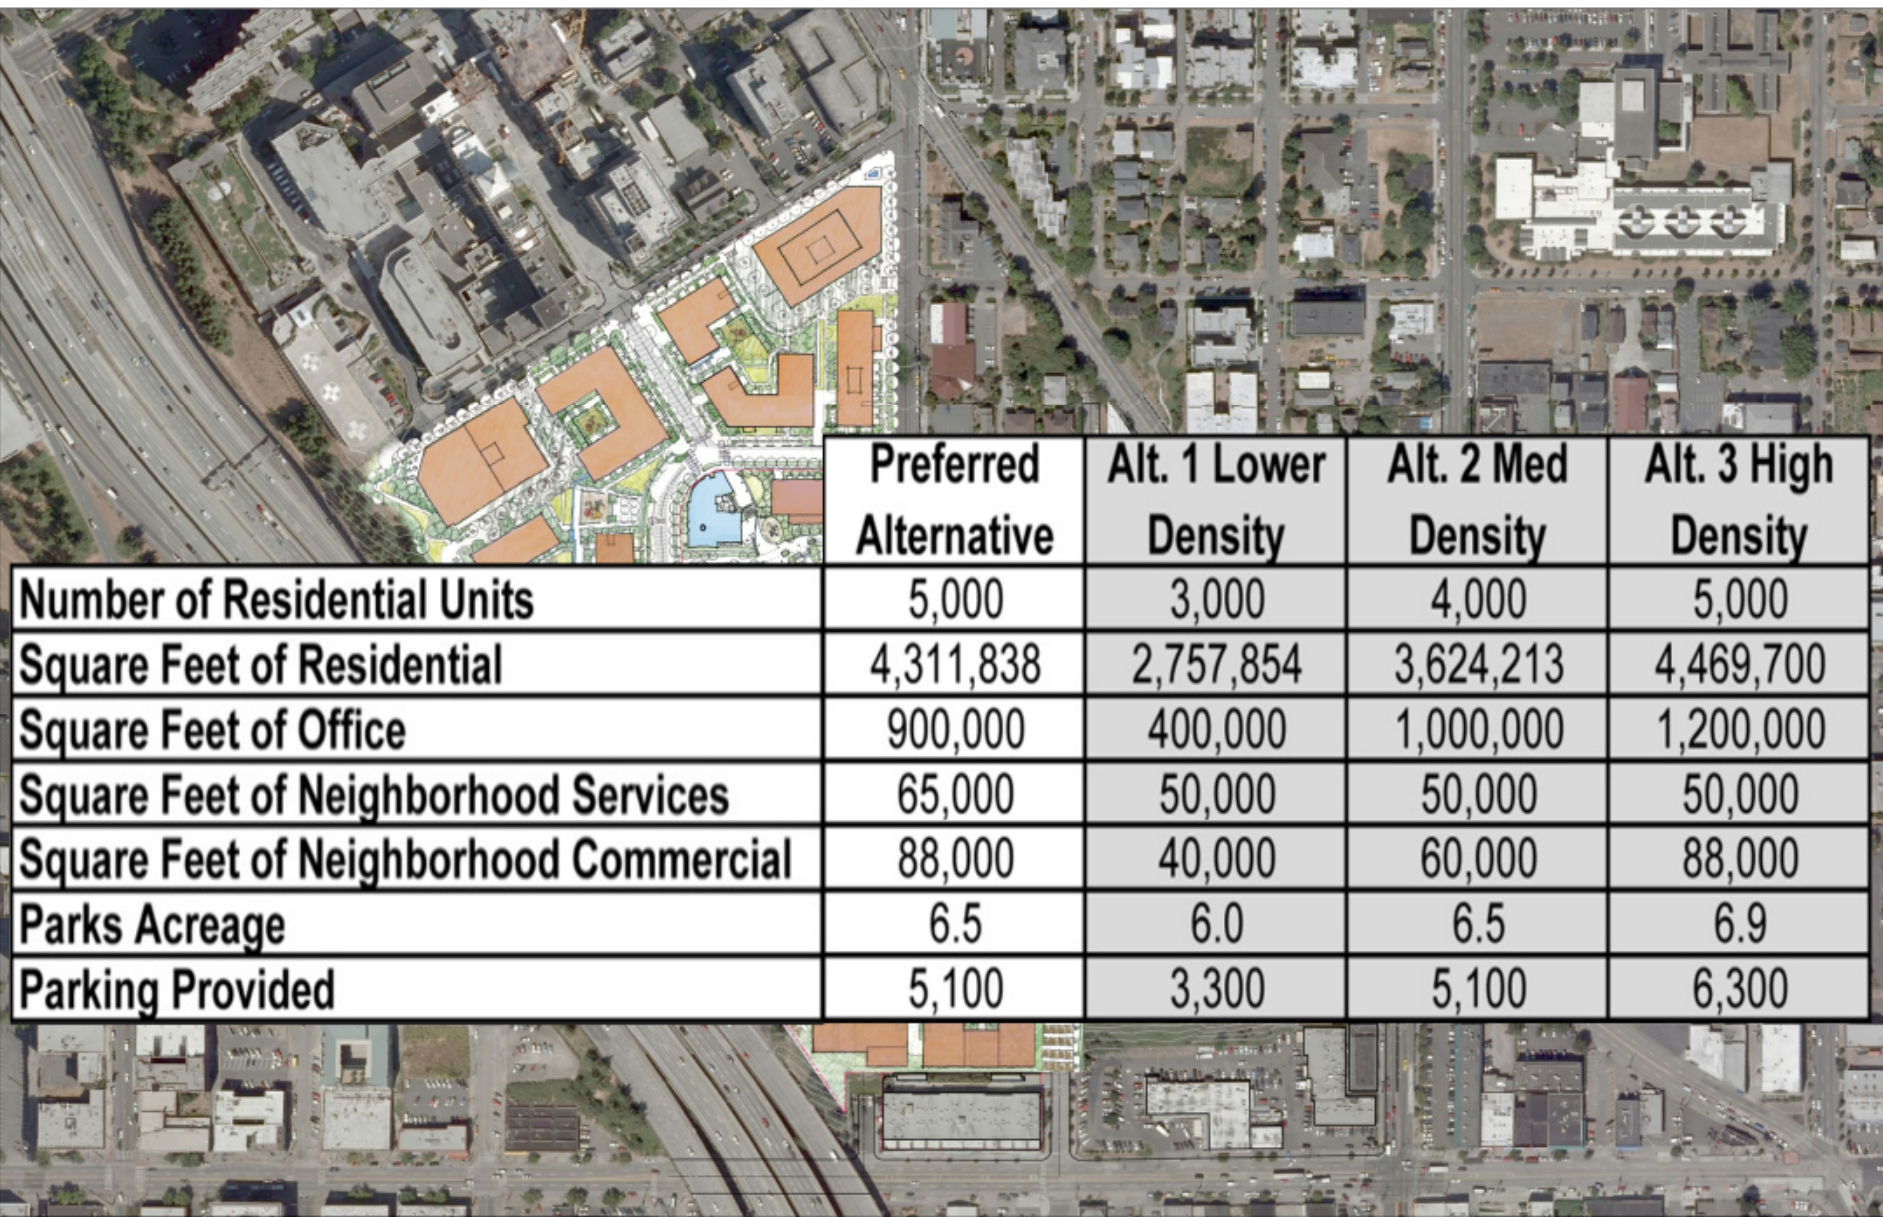 Preferred Alt. 1 Lower Alt. 2 Med Alt. 3 High
Alternative Density Density Density
Number of Residential Units 5,000 3,000 4,000 5,000
Square Feet of Residential 4,311,838 2,757,854 3,624,213 4,469,700
Square Feet of Office 900,000 400,000 1,000,000 1,200,000
Square Feet of Neighborhood Services 65,000 50,000 50,000 50,000
Square Feet of Neighborhood Commercial 88,000 40,000 60,000 88,000
Parks Acreage 6.5 6.0 6.5 6.9
Parking Provided 5,100 3,300 5,100 6,300